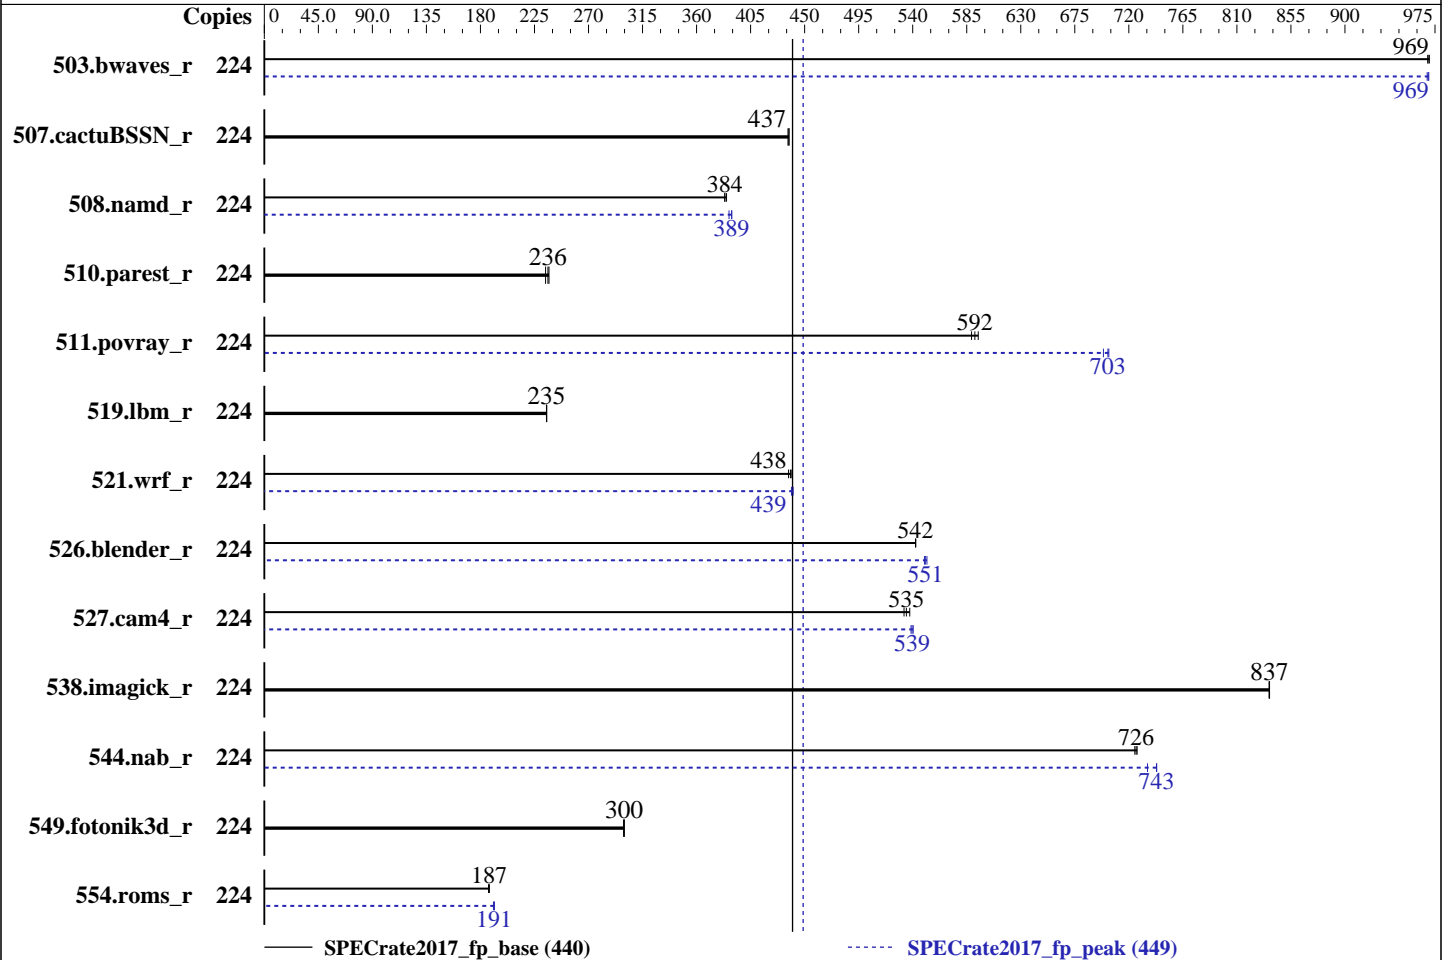 Copies 0 45.0 90.0 135 180 225 270 315 360 405 450 495 540 585 630 675 720 765 810 855 900 975
503.bwaves_r 224 969
969
507.cactuBSSN_r 224 437
508.namd_r 224 384
389
510.parest_r 224 236
511.povray_r 224 592
703
519.lbm_r 224 235
521.wrf_r 224 438
439
526.blender_r 224 542
551
527.cam4_r 224 535
539
538.imagick_r 224 837
544.nab_r 224 726
743
549.fotonik3d_r 224 300
554.roms_r 224 187
191
SPECrate2017_fp_base (440) SPECrate2017_fp_peak (449)